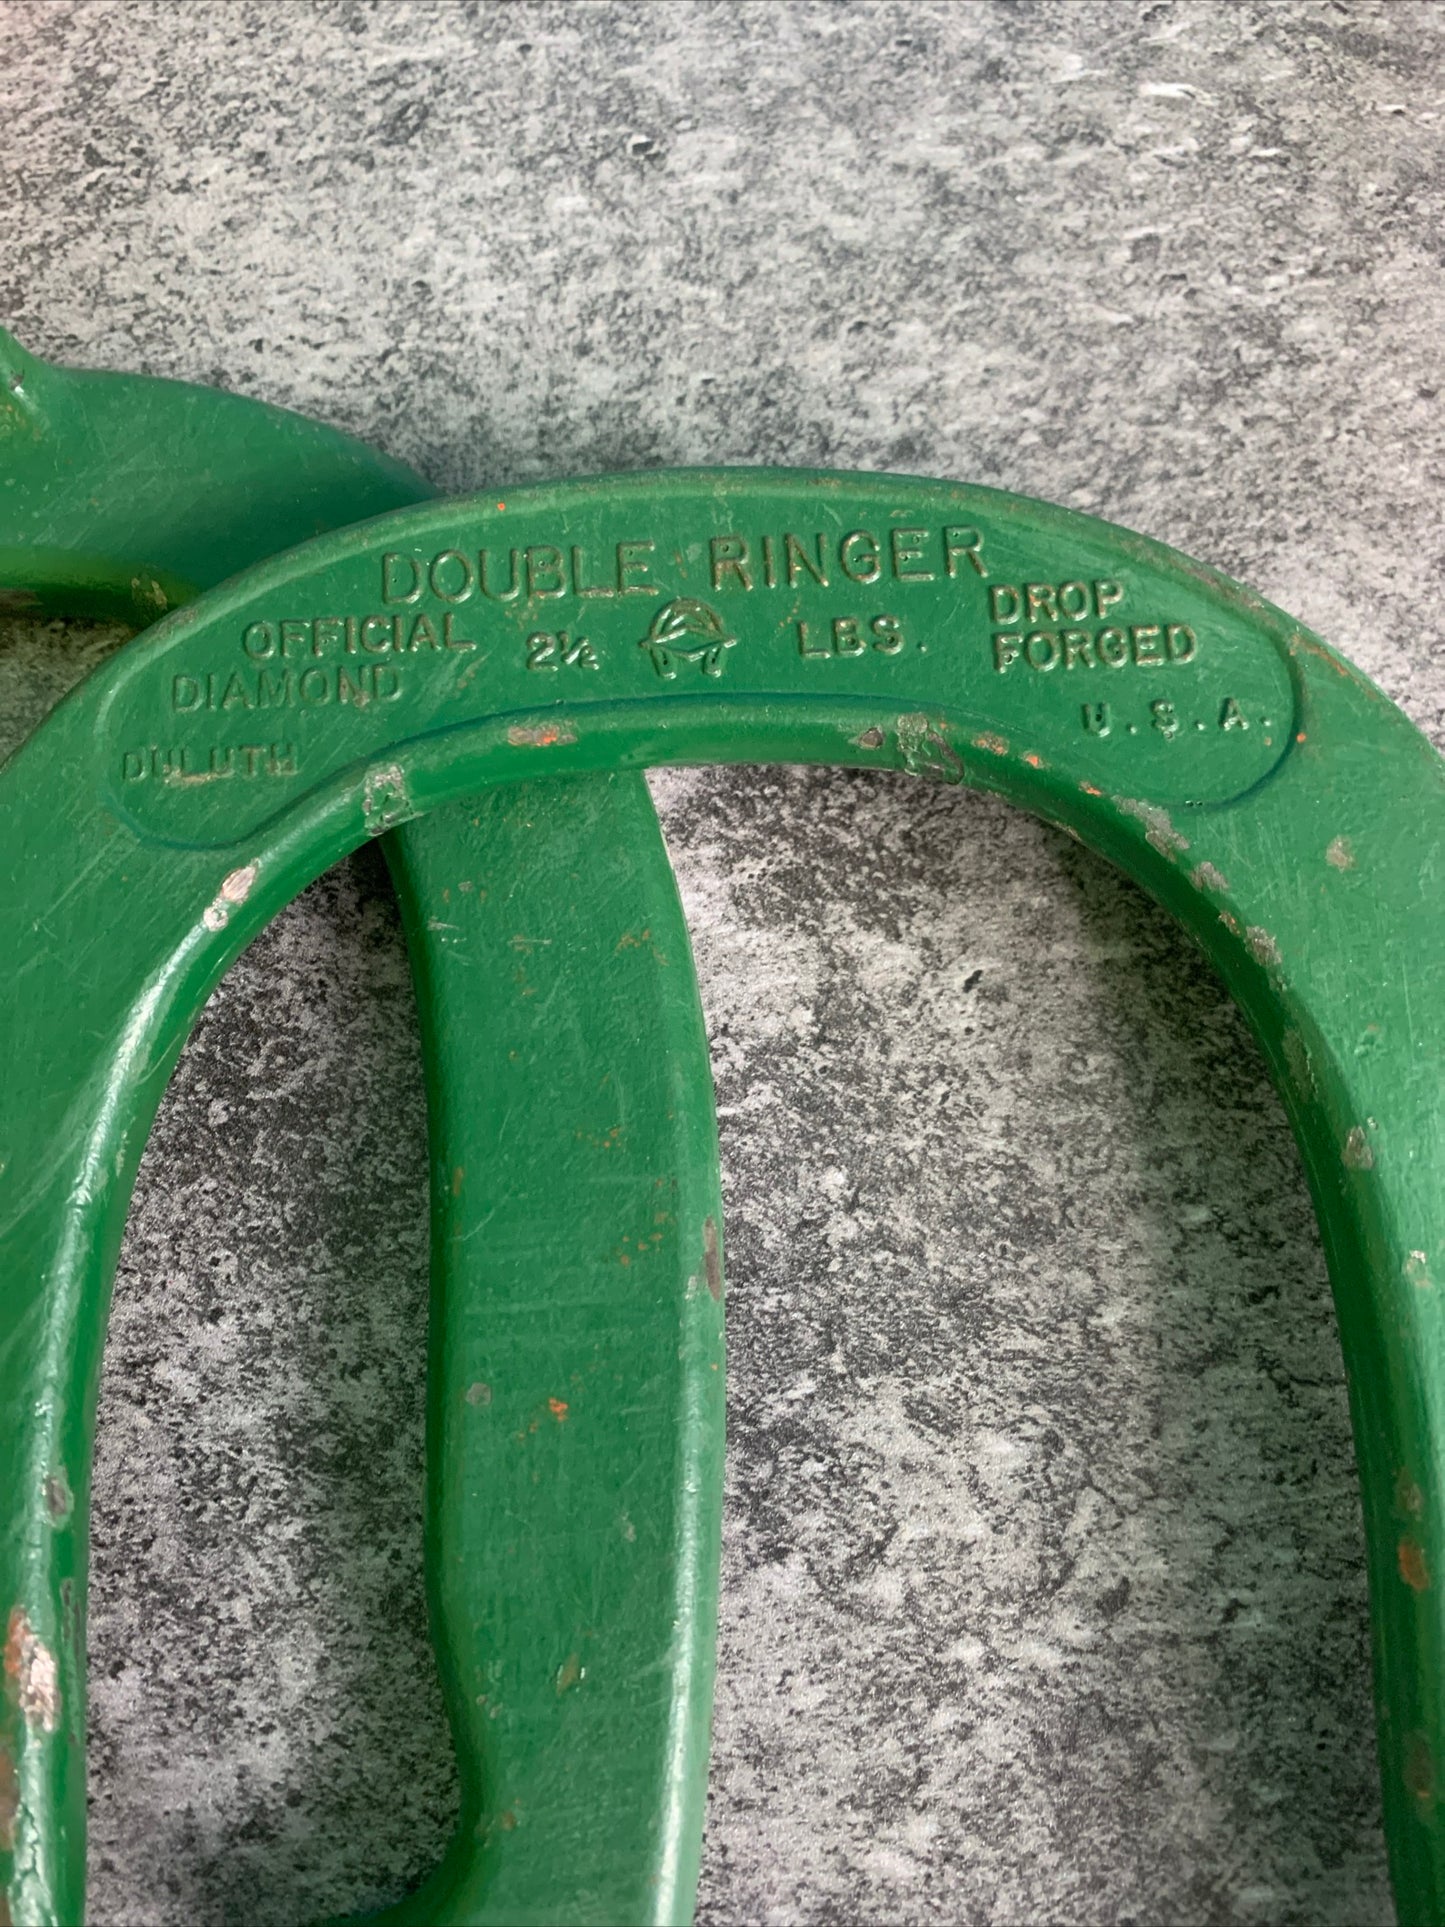 DOUBLE RINGER
OFFICIAL 2½ LBS. DROP
DIAMOND FORGED
DULUTH U.S.A.